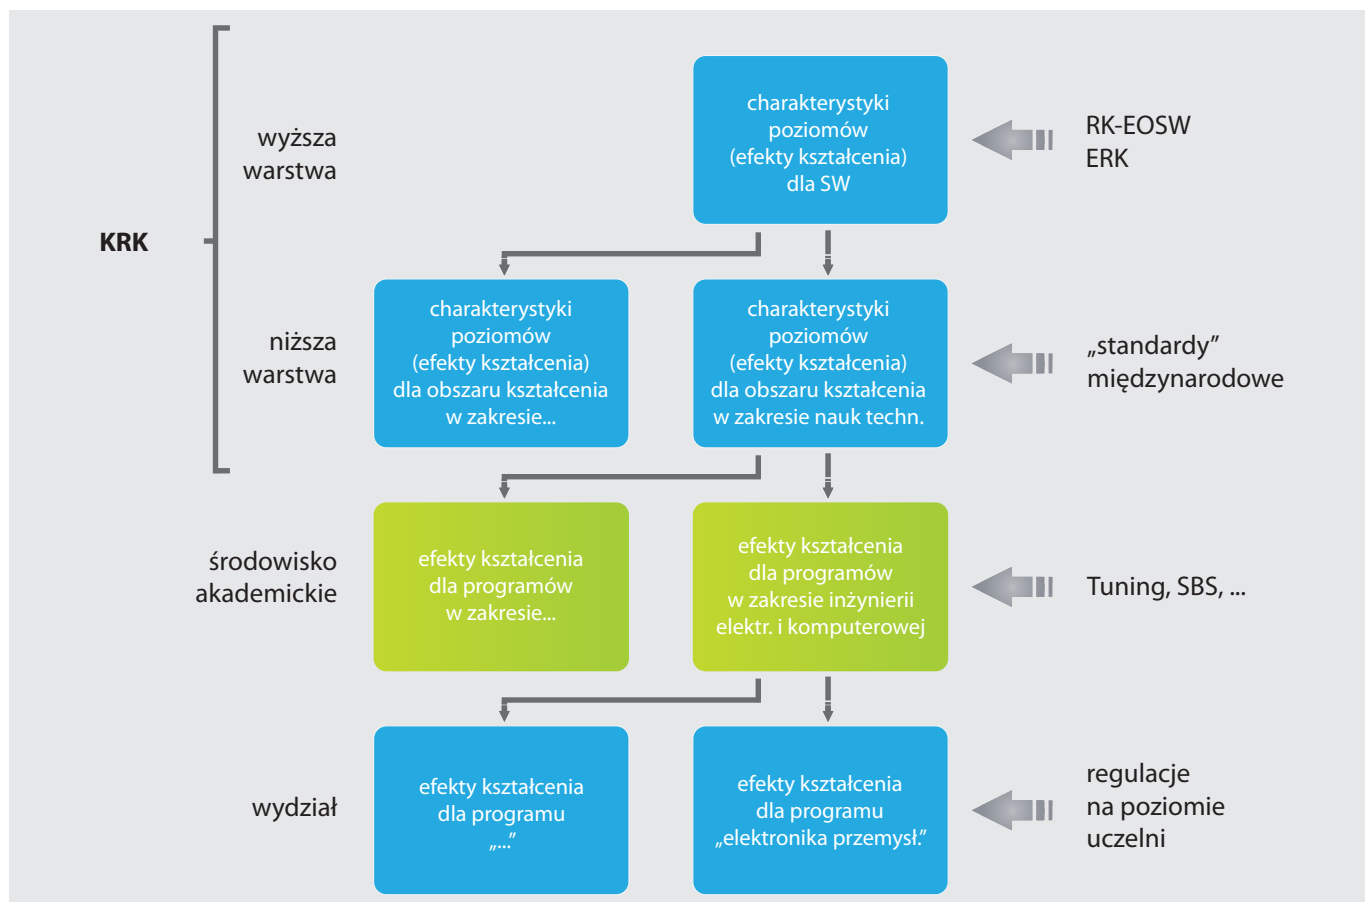 KRK
wyższa
warstwa
charakterystyki
poziomów
(efekty kształcenia)
dla SW
RK-EOSW
ERK
niższa
warstwa
charakterystyki
poziomów
(efekty kształcenia)
dla obszaru kształcenia
w zakresie...
charakterystyki
poziomów
(efekty kształcenia)
dla obszaru kształcenia
w zakresie nauk techn.
„standardy”
międzynarodowe
środowisko
akademickie
efekty kształcenia
dla programów
w zakresie...
efekty kształcenia
dla programów
w zakresie inżynierii
elektr. i komputerowej
Tuning, SBS, ...
wydział
efekty kształcenia
dla programu
„...”
efekty kształcenia
dla programu
„elektronika przemysł.”
regulacje
na poziomie
uczelni